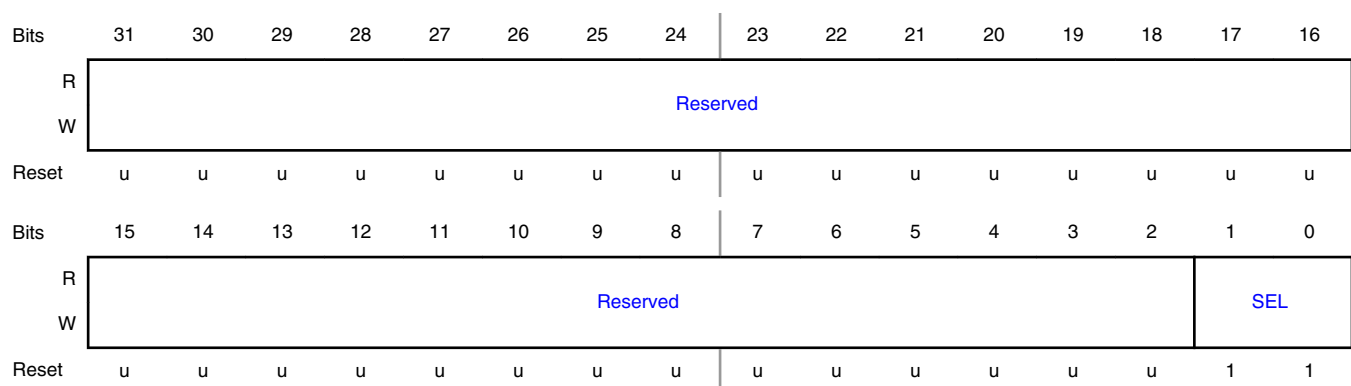 Bits 31 30 29 28 27 26 25 24 23 22 21 20 19 18 17 16
R
Reserved
W
Reset u u u u u u u u u u u u u u u u
Bits 15 14 13 12 11 10 9 8 7 6 5 4 3 2 1 0
R
Reserved SEL
W
Reset u u u u u u u u u u u u u u 1 1